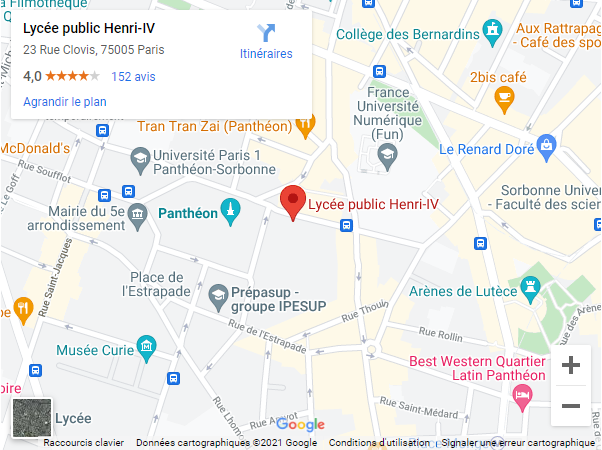 la Filmothèque
Lycée public Henri-IV
23 Rue Clovis, 75005 Paris
4,0
152 avis
Agrandir le plan
Itinéraires
Collège des Bernardins
Aux Rattrapag
- Café des spo
2bis café
France
Université
Numérique
(Fun)
Tran Tran Zai (Panthéon)
McDonald's
Rue Soufflot
Le Goff
Université Paris 1
Panthéon-Sorbonne
Le Renard Doré
Sorbonne Univer
- Faculté des scien
Lycée public Henri-IV
Panthéon
Mairie du 5e
arrondissement
Rue Saint-Jacques
Place de
l'Estrapade
Prépasup -
groupe IPESUP
Arènes de Lutèce
Rue Thouin
Rue de l'Estrapade
Rue Rollin
Musée Curie
Best Western Quartier
Latin Panthéon
Rue Saint-Médard
Lycée
Google
Raccourcis clavier
Données cartographiques ©2021 Google
Conditions d'utilisation
Signaler une erreur cartographique